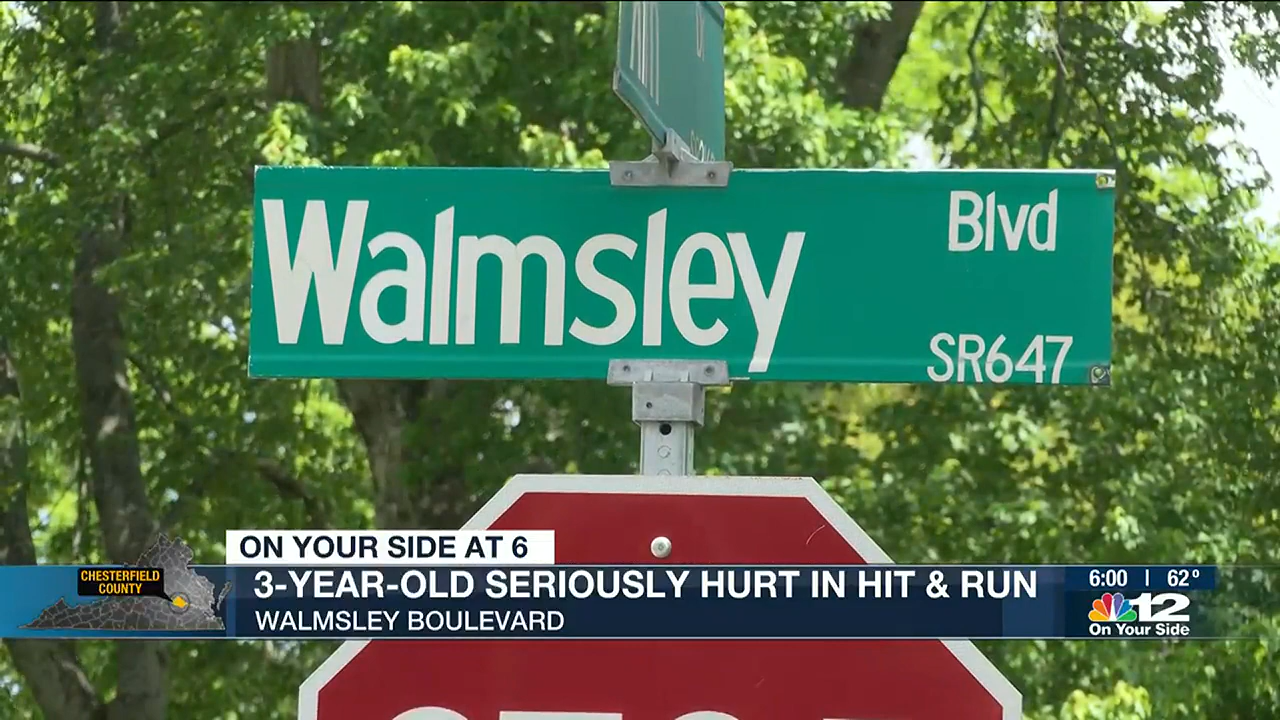 Walmsley Blvd
SR647
ON YOUR SIDE AT 6
CHESTERFIELD
COUNTY
3-YEAR-OLD SERIOUSLY HURT IN HIT & RUN
WALMSLEY BOULEVARD
6:00 | 62°
12
On Your Side